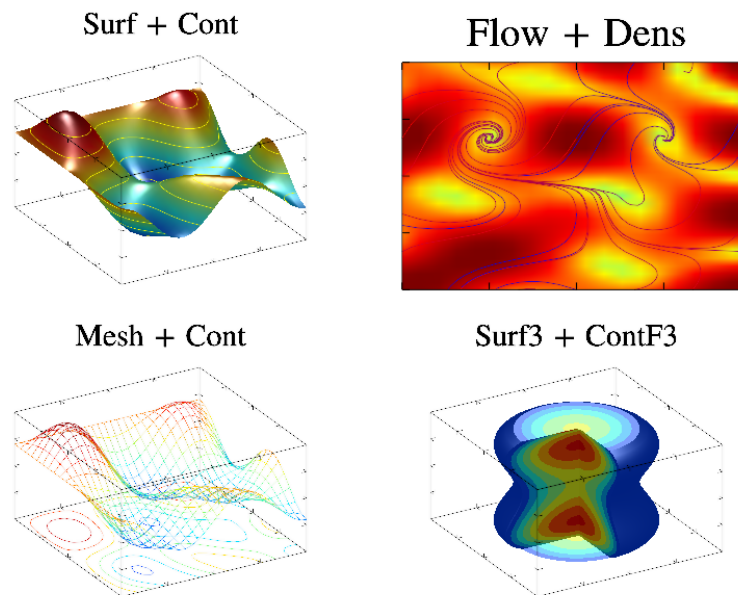 Surf + Cont
Flow + Dens
Mesh + Cont
Surf3 + ContF3